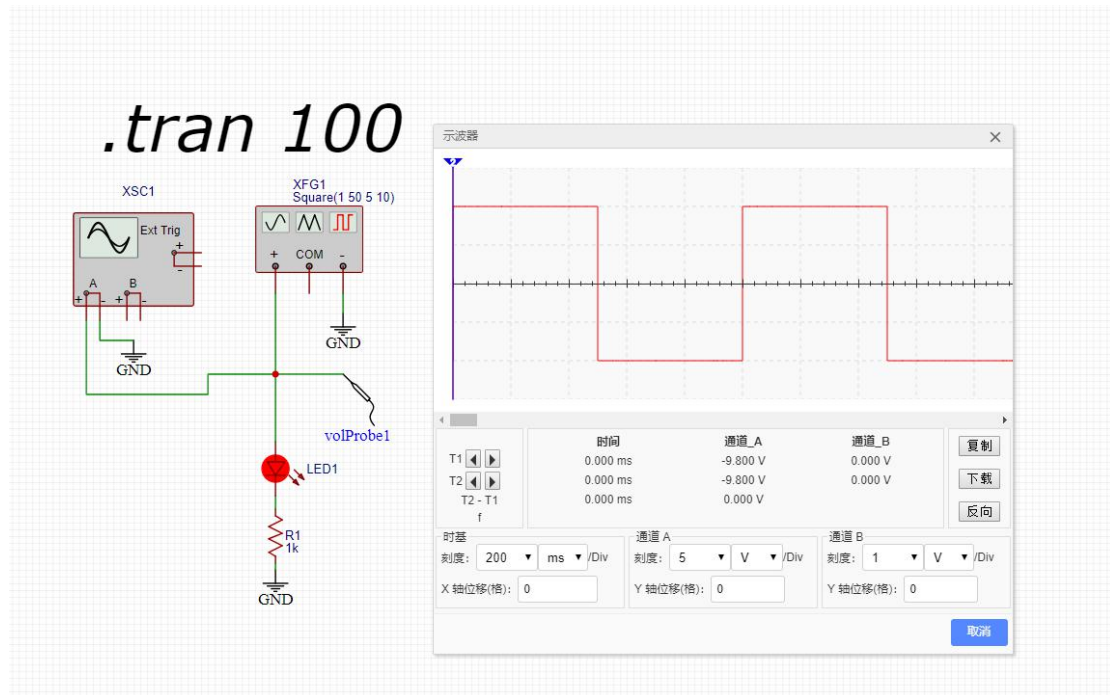 .tran 100
XSC1
Ext Trig
+
-
A
B
+ - + -
XFG1
Square(1 50 5 10)
+ COM -
GND
GND
volProbe1
LED1
R1
1k
GND
示波器
2
时间 通道_A 通道_B
T1 0.000 ms -9.800 V 0.000 V
T2 0.000 ms -9.800 V 0.000 V
T2 - T1 0.000 ms 0.000 V
f
复制
下载
反向
时基
刻度: 200 ms /Div
X 轴位移(格): 0
通道 A
刻度: 5 V /Div
Y 轴位移(格): 0
通道 B
刻度: 1 V /Div
Y 轴位移(格): 0
取消